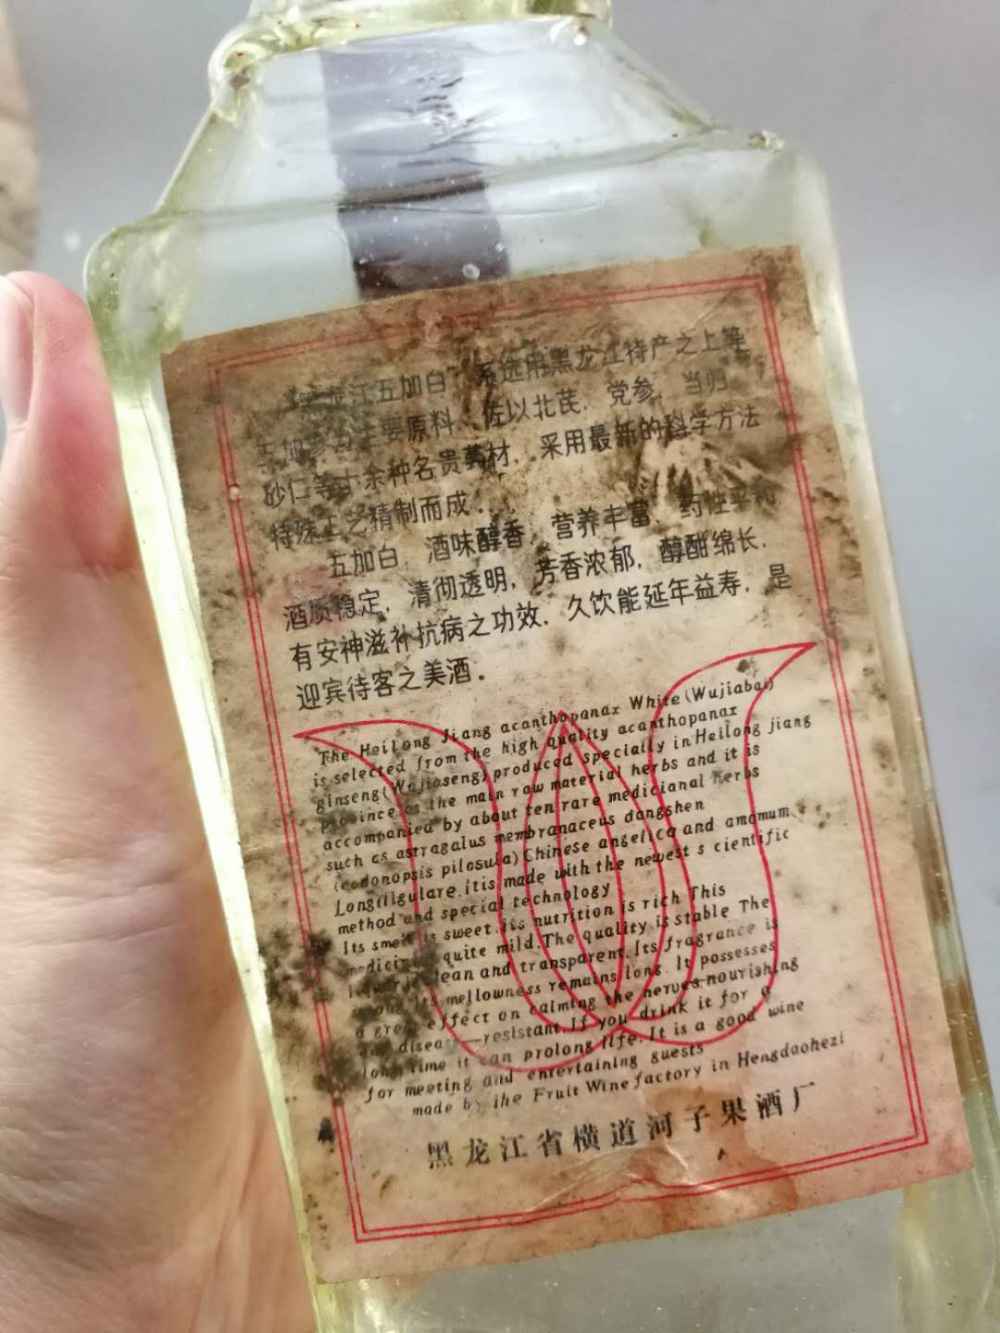 黑龙江五加白 系选用黑龙江特产之上等
五加参为主要原料、佐以北芪．党参．当归
砂仁等十余种名贵药材．采用最新的科学方法
特殊工艺精制而成．
五加白．酒味醇香．营养丰富．药性平和
酒质稳定．清彻透明．芳香浓郁．醇酣绵长．
有安神滋补抗病之功效．久饮能延年益寿．是
迎宾待客之美酒。
The Heilong Jiang acanthopanax White (Wujiabai)
is selected from the high quality acanthopanax
ginseng(Wujiaseng) produced specially in Heilong jiang
province as the main raw material herbs and it is
accompanied by about ten rare medicianal herbs
such as astragalus membranaceus dangshen
(codonopsis pilosula) Chinese angelica and amomum
Longiligulare.itis made with the newest s cientific
method and special technology
Its smell is sweet.its nutrition is rich This
quite mild.The quality is stable The
clean and transparent.Its fragrance is
mellowness remains long. It possesses
a great effect on calming the nerves.nourishing
disease—resistant.If you drink it for a
long time it can prolong life.It is a good wine
for meeting and entertaining guests
made by the Fruit Wine factory in Hengdaohezi
黑龙江省横道河子果酒厂